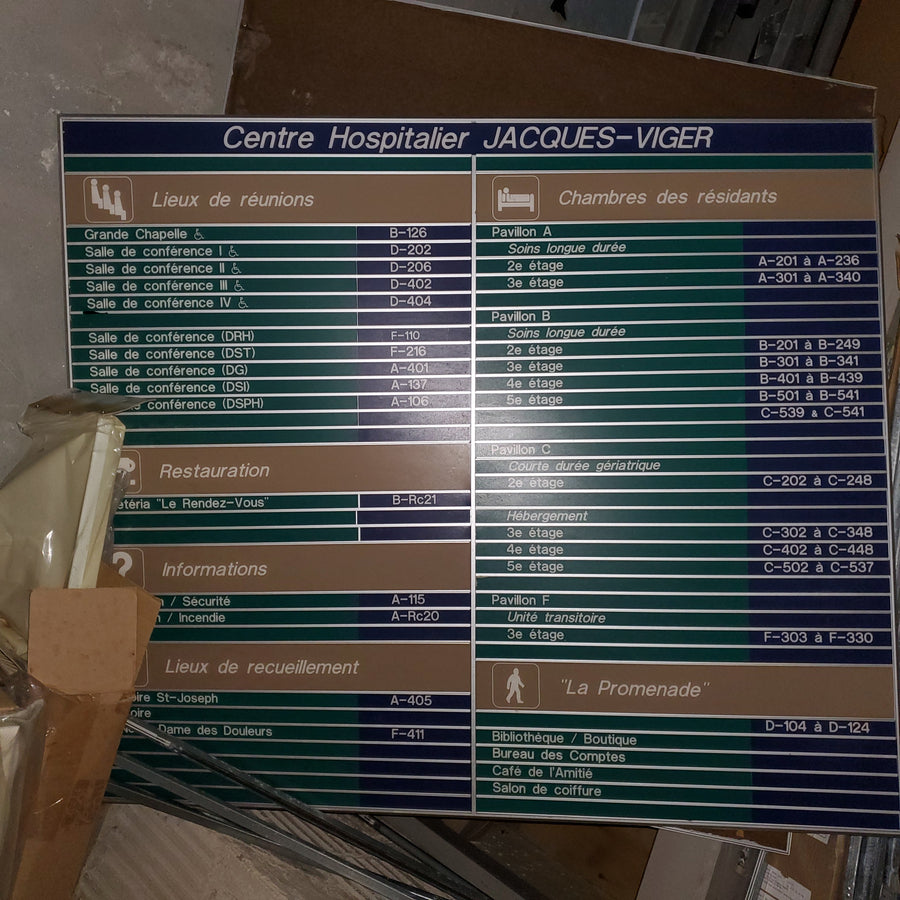 Centre Hospitalier JACQUES-VIGER
Lieux de réunions
Grande Chapelle B-126
Salle de conférence I D-202
Salle de conférence II D-206
Salle de conférence III D-402
Salle de conférence IV D-404
Salle de conférence (DRH) F-110
Salle de conférence (DST) F-216
Salle de conférence (DG) A-401
Salle de conférence (DSI) A-137
conférence (DSPH) A-106
Restauration
"Le Rendez-Vous" B-Rc21
?
Informations
/ Sécurité A-115
/ Incendie A-Rc20
Lieux de recueillement
St-Joseph A-405
Dame des Douleurs F-411
Chambres des résidants
Pavillon A
Soins longue durée
2e étage A-201 à A-236
3e étage A-301 à A-340
Pavillon B
Soins longue durée
2e étage B-201 à B-249
3e étage B-301 à B-341
4e étage B-401 à B-439
5e étage B-501 à B-541
C-539 & C-541
Pavillon C
Courte durée gériatrique
2e étage C-202 à C-248
Hébergement
3e étage C-302 à C-348
4e étage C-402 à C-448
5e étage C-502 à C-537
Pavillon F
Unité transitoire
3e étage F-303 à F-330
"La Promenade"
D-104 à D-124
Bibliothèque / Boutique
Bureau des Comptes
Café de l'Amitié
Salon de coiffure